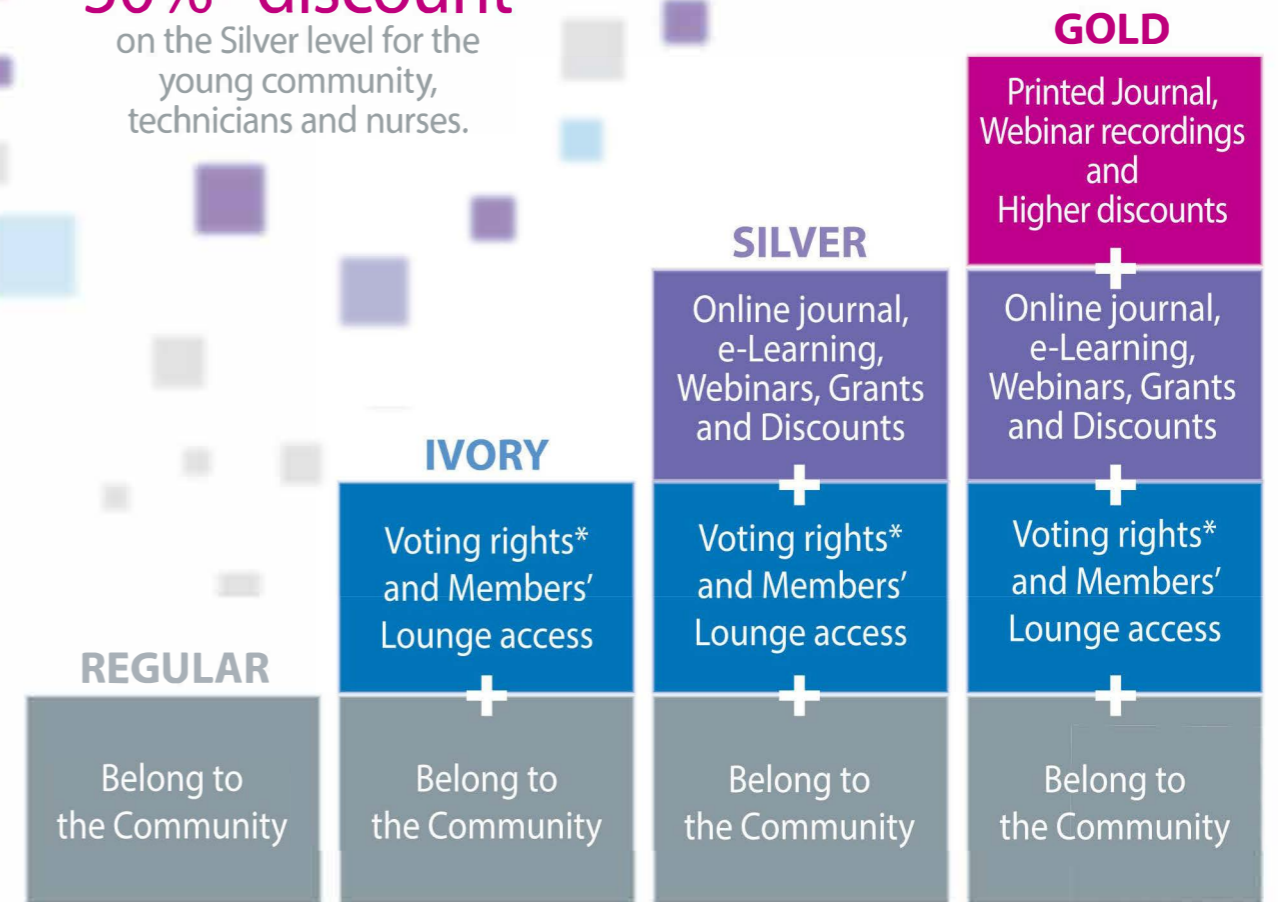 discount
on the Silver level for the
young community,
technicians and nurses.
REGULAR
Belong to
the Community
IVORY
Voting rights*
and Members’
Lounge access
+
Belong to
the Community
SILVER
Online journal,
e-Learning,
Webinars, Grants
and Discounts
+
Voting rights*
and Members’
Lounge access
+
Belong to
the Community
GOLD
Printed Journal,
Webinar recordings
and
Higher discounts
+
Online journal,
e-Learning,
Webinars, Grants
and Discounts
+
Voting rights*
and Members’
Lounge access
+
Belong to
the Community